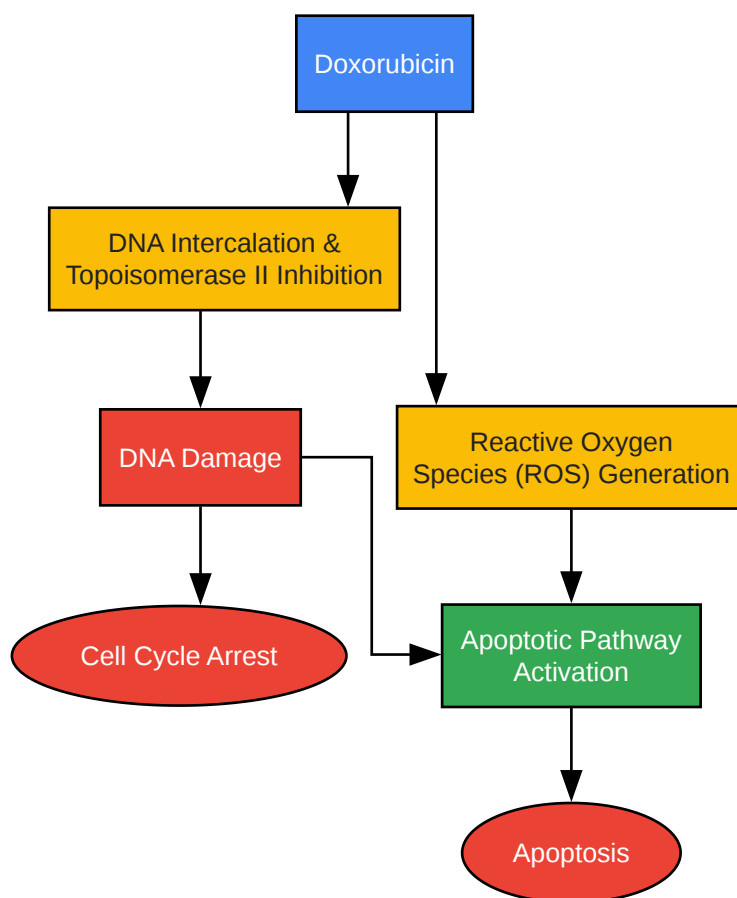 Doxorubicin
DNA Intercalation &
Topoisomerase II Inhibition
DNA Damage
Reactive Oxygen
Species (ROS) Generation
Cell Cycle Arrest
Apoptotic Pathway
Activation
Apoptosis